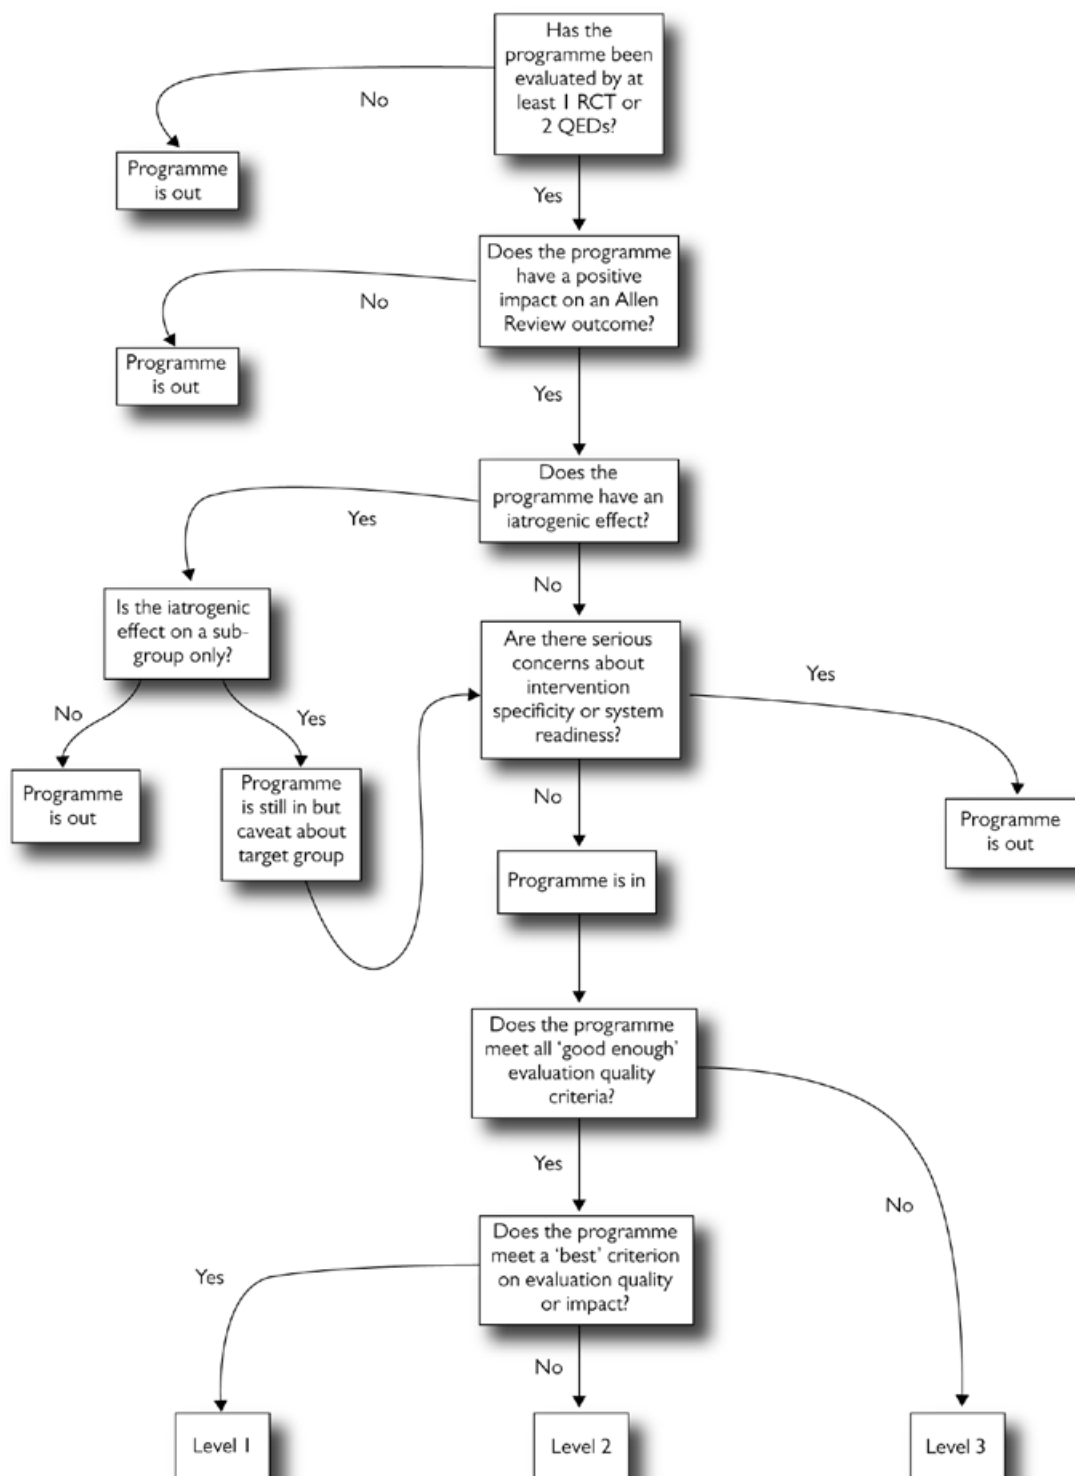 Has the
programme been
evaluated by at
least 1 RCT or
2 QEDs?
No
Programme
is out
Yes
Does the programme
have a positive
impact on an Allen
Review outcome?
No
Programme
is out
Yes
Does the
programme have an
iatrogenic effect?
Yes
No
Is the iatrogenic
effect on a sub-
group only?
Are there serious
concerns about
intervention
specificity or system
readiness?
Yes
No
Yes
Programme
is out
Programme
is still in but
caveat about
target group
No
Programme
is out
Programme is in
Does the programme
meet all ‘good enough’
evaluation quality
criteria?
Yes
No
Does the programme
meet a ‘best’ criterion
on evaluation quality
or impact?
Yes
No
Level 1
Level 2
Level 3